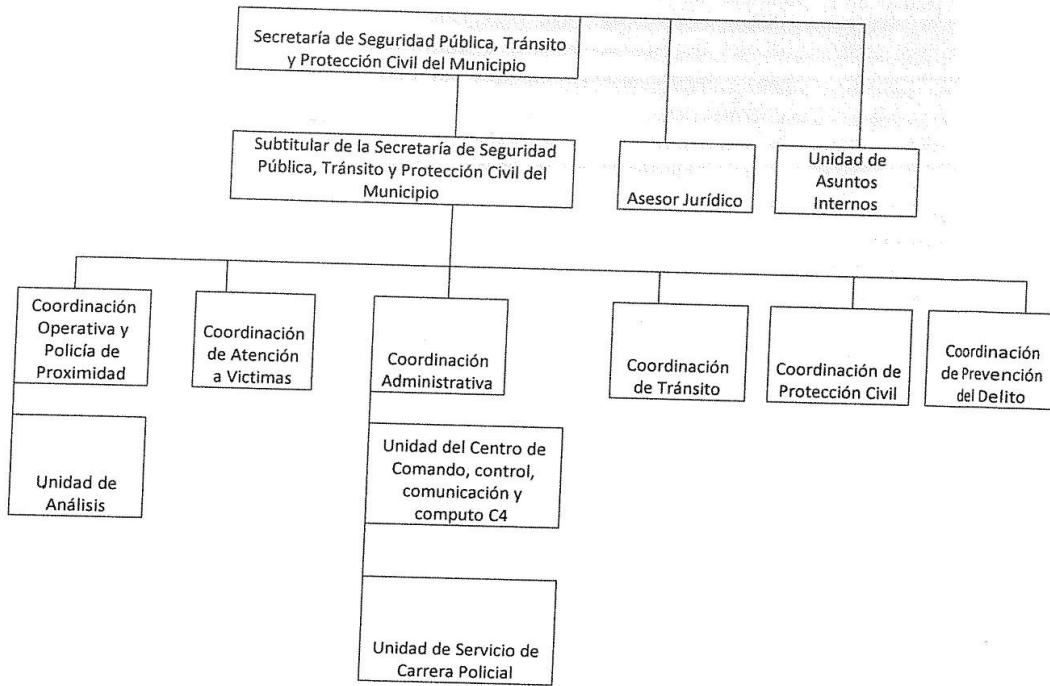 Secretaría de Seguridad Pública, Tránsito
y Protección Civil del Municipio
Subtitular de la Secretaría de Seguridad
Pública, Tránsito y Protección Civil del
Municipio
Asesor Jurídico
Unidad de
Asuntos
Internos
Coordinación
Operativa y
Policía de
Proximidad
Coordinación
de Atención
a Victimas
Coordinación
Administrativa
Coordinación
de Tránsito
Coordinación de
Protección Civil
Coordinación
de Prevención
del Delito
Unidad de
Análisis
Unidad del Centro de
Comando, control,
comunicación y
computo C4
Unidad de Servicio de
Carrera Policial